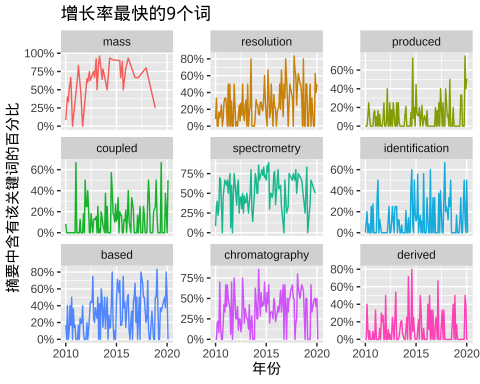 增长率最快的9个词
mass resolution produced
100% 75% 50% 25% 0%
80% 60% 40% 20% 0%
60% 40% 20% 0%
coupled spectrometry identification
60% 40% 20% 0%
75% 50% 25% 0%
60% 40% 20% 0%
based chromatography derived
80% 60% 40% 20% 0%
75% 50% 25% 0%
80% 60% 40% 20% 0%
2010 2015 2020 2010 2015 2020 2010 2015 2020
年份
摘要中含有该关键词的百分比